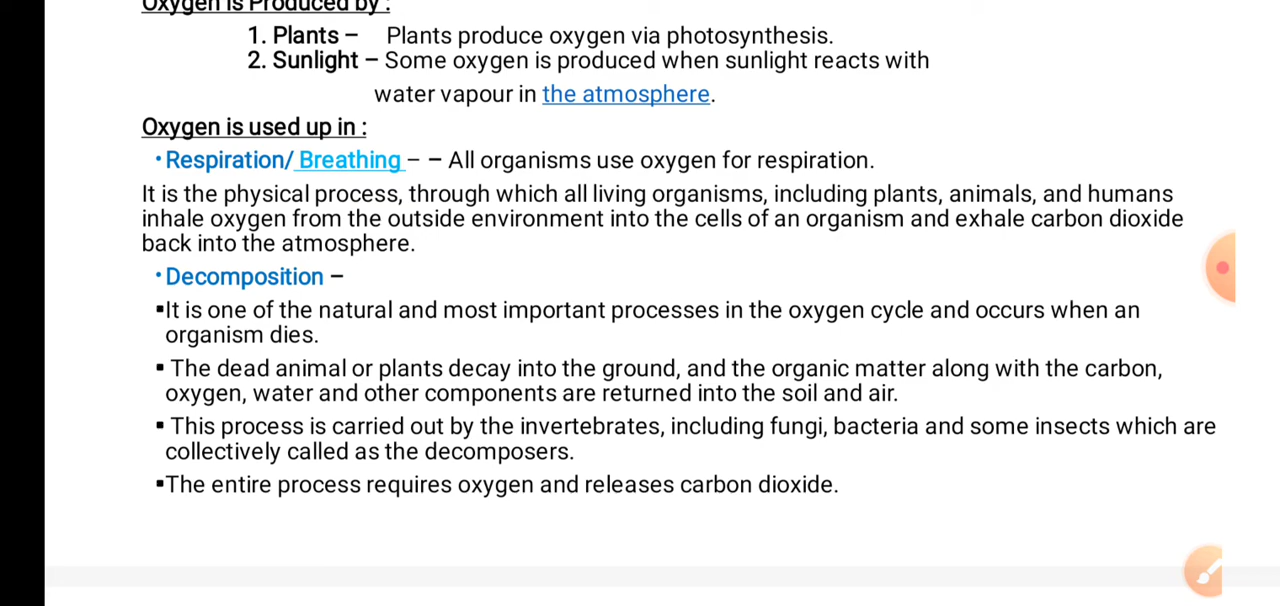 Oxygen is Produced by :
1. Plants – Plants produce oxygen via photosynthesis.
2. Sunlight – Some oxygen is produced when sunlight reacts with
water vapour in the atmosphere.
Oxygen is used up in :
• Respiration/ Breathing – – All organisms use oxygen for respiration.
It is the physical process, through which all living organisms, including plants, animals, and humans
inhale oxygen from the outside environment into the cells of an organism and exhale carbon dioxide
back into the atmosphere.
• Decomposition –
▪It is one of the natural and most important processes in the oxygen cycle and occurs when an
organism dies.
▪ The dead animal or plants decay into the ground, and the organic matter along with the carbon,
oxygen, water and other components are returned into the soil and air.
▪ This process is carried out by the invertebrates, including fungi, bacteria and some insects which are
collectively called as the decomposers.
▪The entire process requires oxygen and releases carbon dioxide.